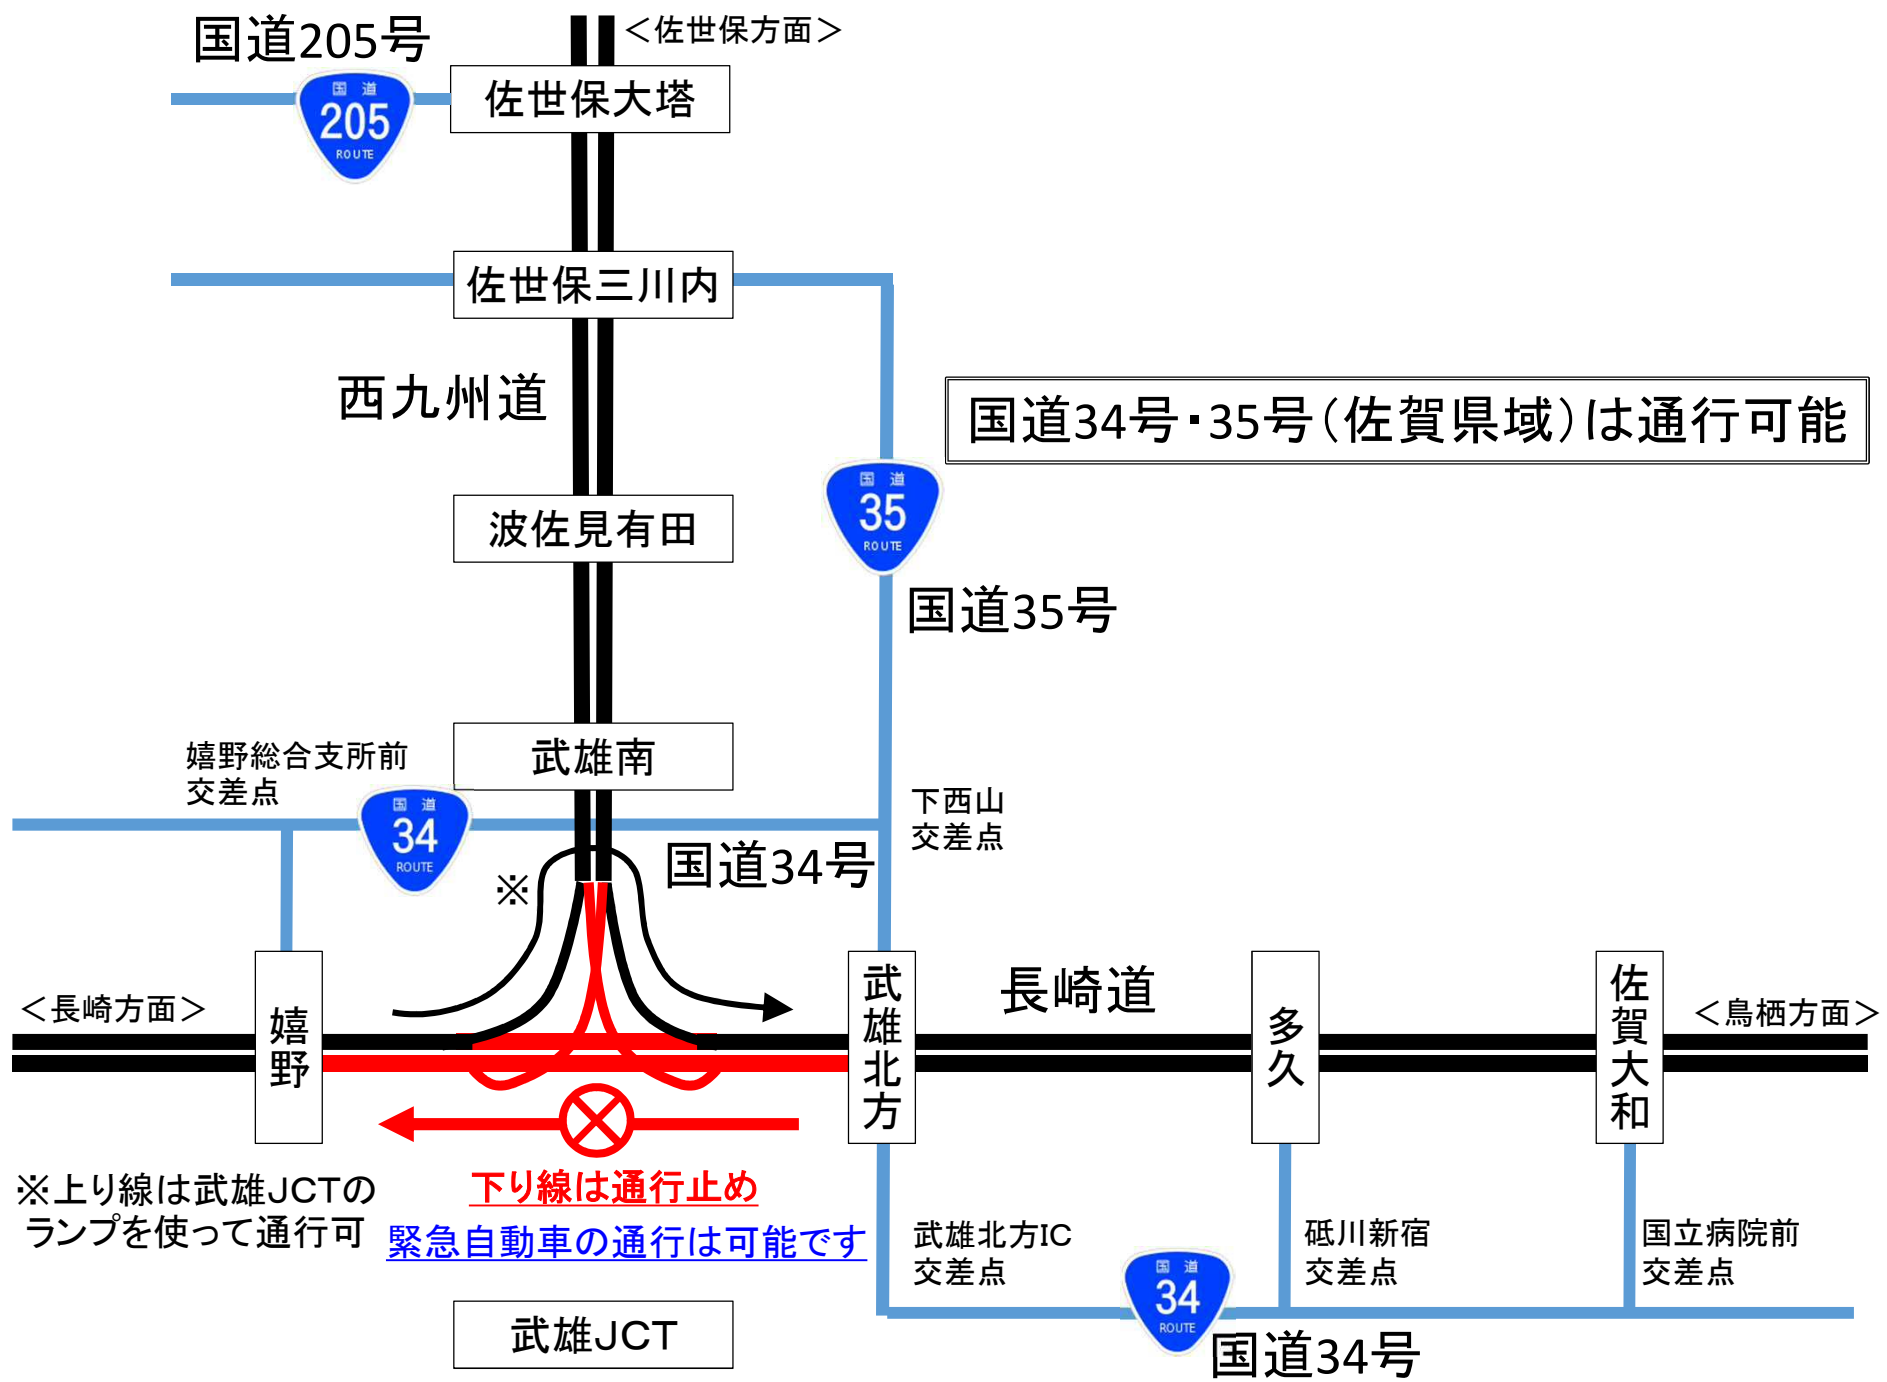 国道205号
＜佐世保方面＞
国 道
205
ROUTE
佐世保大塔
佐世保三川内
西九州道
国道34号・35号（佐賀県域）は通行可能
国 道
35
ROUTE
波佐見有田
国道35号
武雄南
嬉野総合支所前
交差点
国 道
34
ROUTE
下西山
交差点
国道34号
※
＜長崎方面＞
嬉野
武雄北方
長崎道
多久
佐賀大和
＜鳥栖方面＞
※上り線は武雄JCTの
ランプを使って通行可
下り線は通行止め
緊急自動車の通行は可能です
武雄北方IC
交差点
砥川新宿
交差点
国立病院前
交差点
国 道
34
ROUTE
国道34号
武雄JCT